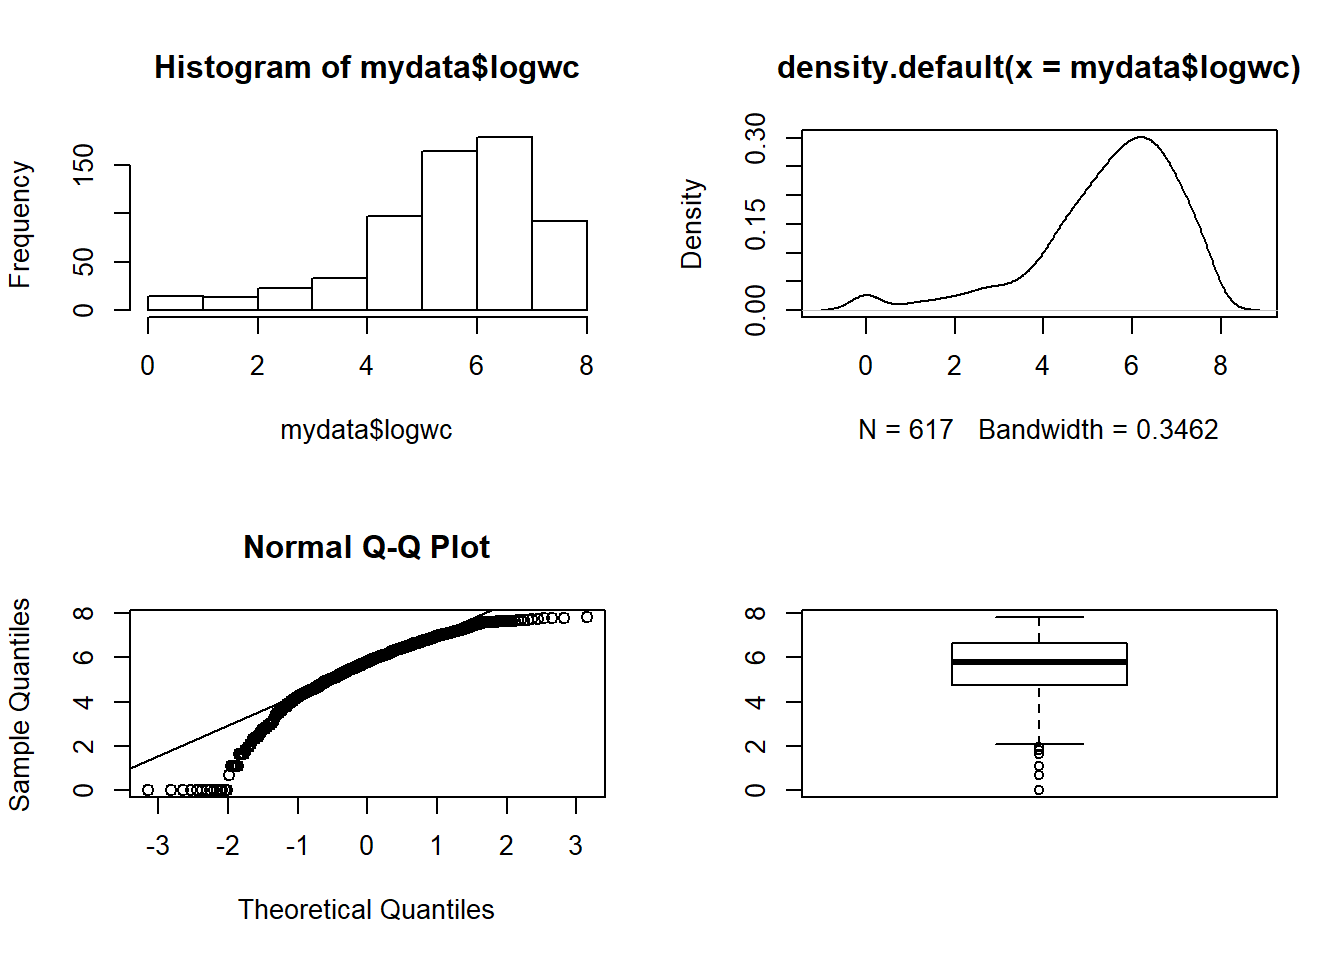 Histogram of mydata$logwc
Frequency
0 50 150
0 2 4 6 8
mydata$logwc
density.default(x = mydata$logwc)
Density
0.00 0.15 0.30
0 2 4 6 8
N = 617 Bandwidth = 0.3462
Normal Q-Q Plot
Sample Quantiles
0 2 4 6 8
-3 -2 -1 0 1 2 3
Theoretical Quantiles
0 2 4 6 8